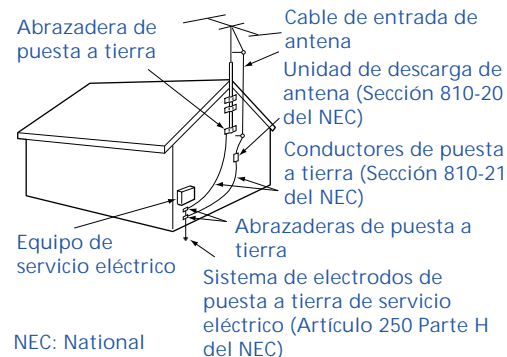 Abrazadera de
puesta a tierra
Cable de entrada de
antena
Unidad de descarga de
antena (Sección 810-20
del NEC)
Conductores de puesta
a tierra (Sección 810-21
del NEC)
Abrazaderas de puesta a
tierra
Equipo de
servicio eléctrico
Sistema de electrodos de
puesta a tierra de servicio
eléctrico (Artículo 250 Parte H
del NEC)
NEC: National